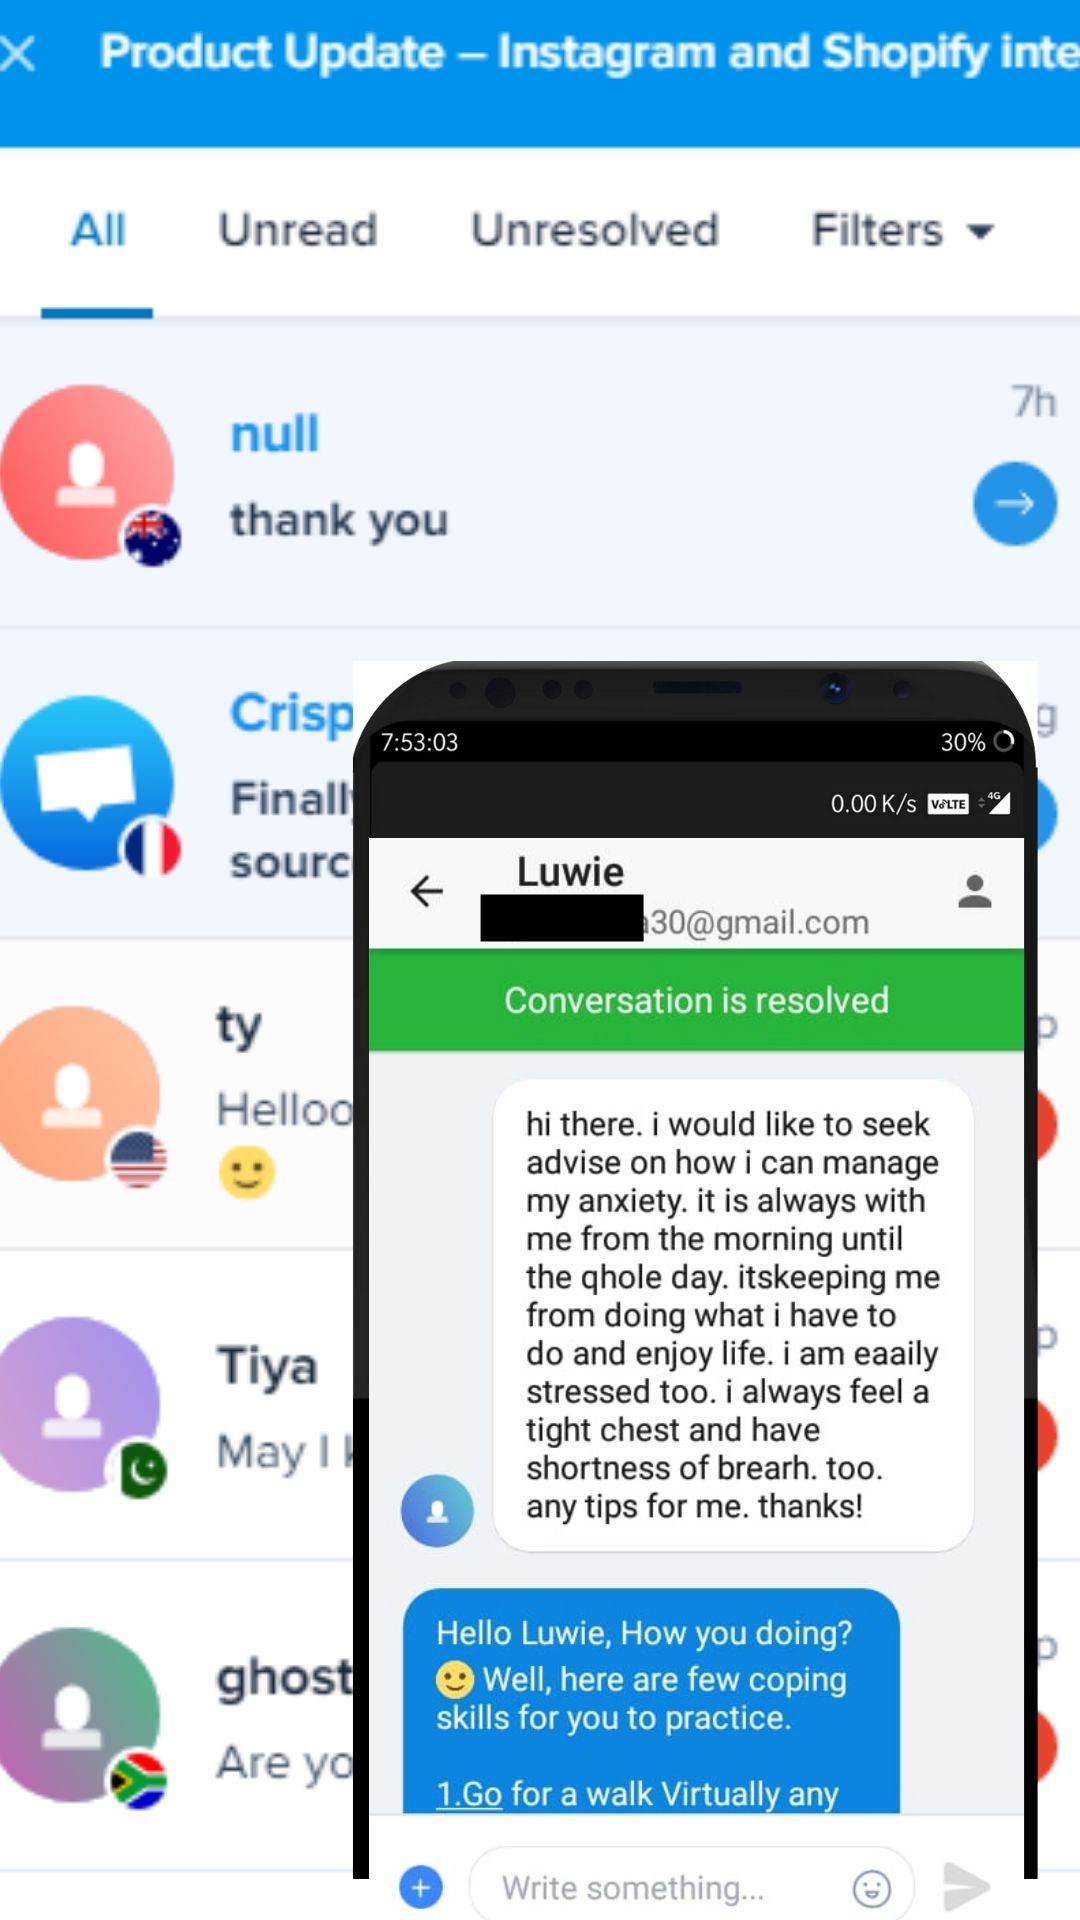 Product Update – Instagram and Shopify inte
All Unread Unresolved Filters
null
7h
thank you
Crisp
g
Finall
sourc
ty
p
Helloo
Tiya
p
May I
ghost
p
Are yo
7:53:03 30%
0.00 K/s VoLTE 4G
Luwie
a30@gmail.com
Conversation is resolved
hi there. i would like to seek
advise on how i can manage
my anxiety. it is always with
me from the morning until
the qhole day. itskeeping me
from doing what i have to
do and enjoy life. i am eaaily
stressed too. i always feel a
tight chest and have
shortness of brearh. too.
any tips for me. thanks!
Hello Luwie, How you doing?
🙂 Well, here are few coping
skills for you to practice.
1.Go for a walk Virtually any
Write something...